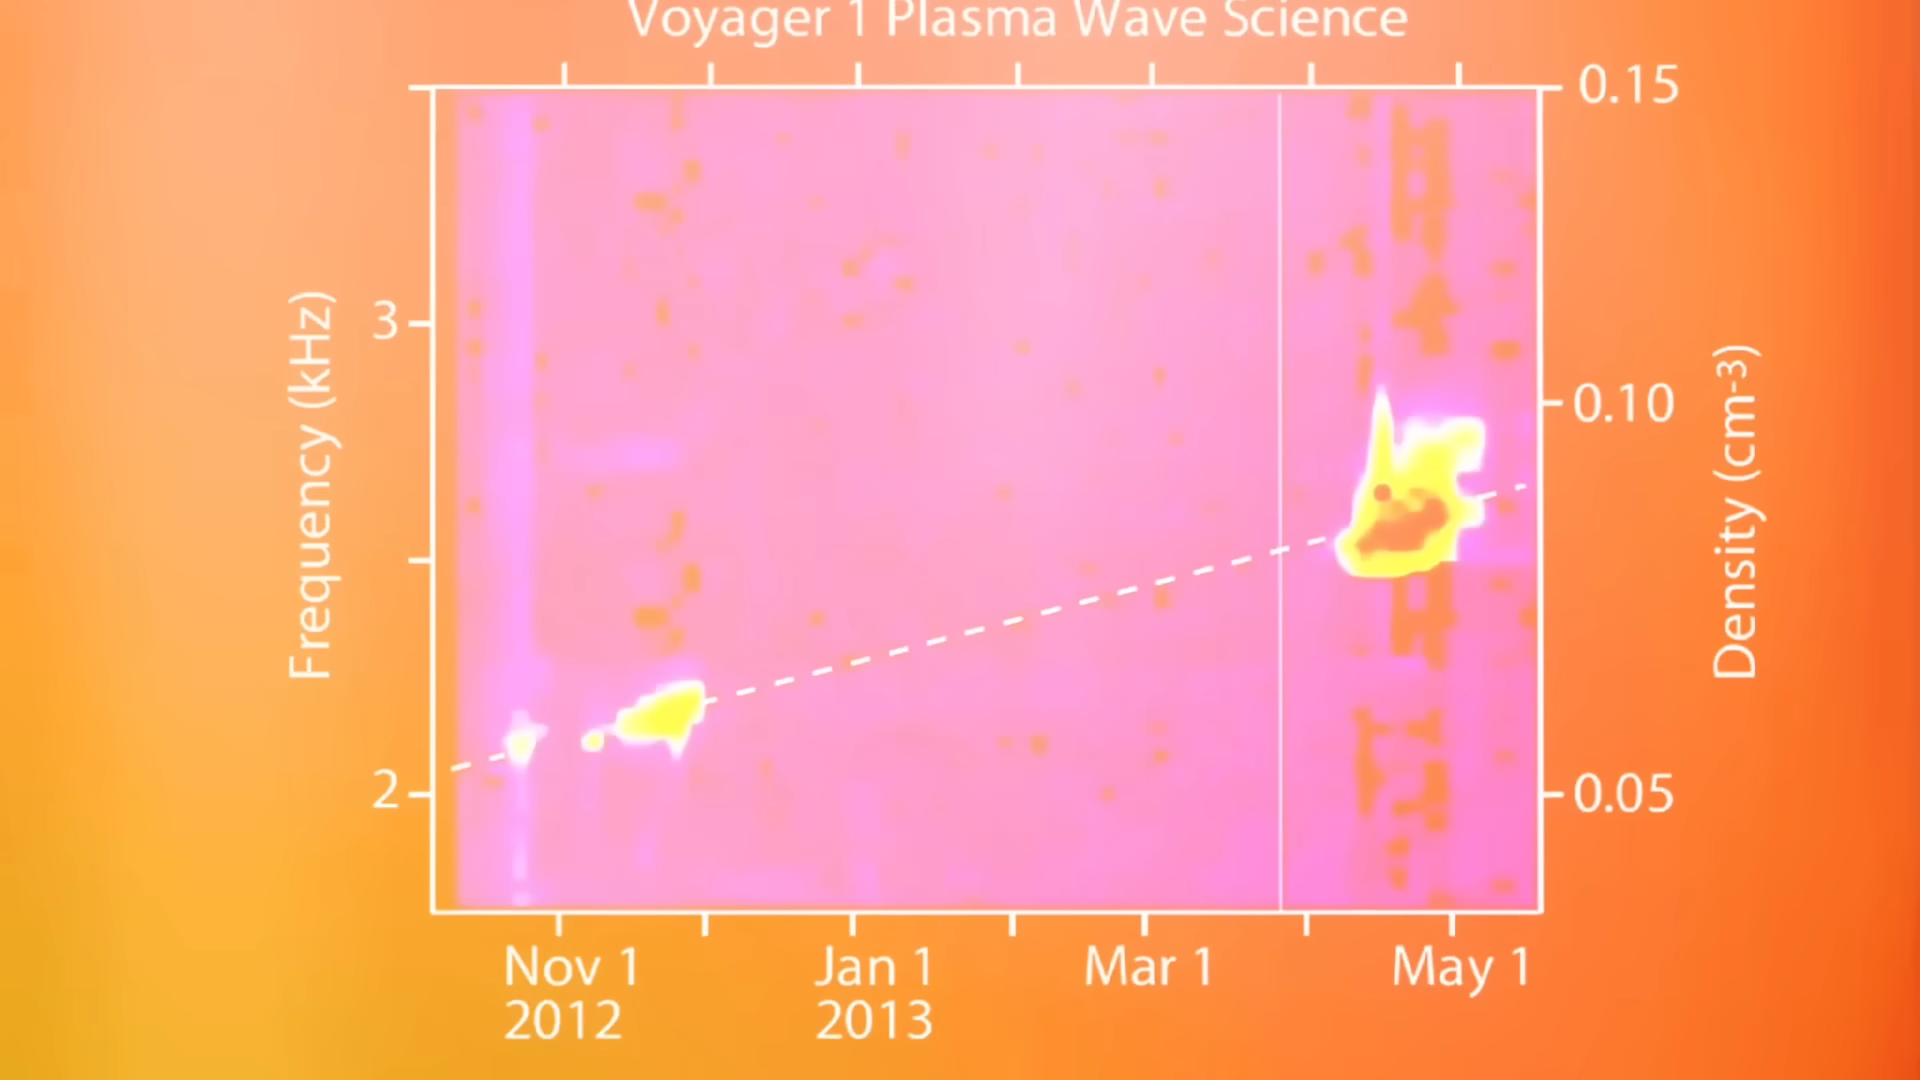 Voyager 1 Plasma Wave Science
0.15
3
0.10
2
0.05
Frequency (kHz)
Density (cm-3)
Nov 1
2012
Jan 1
2013
Mar 1
May 1